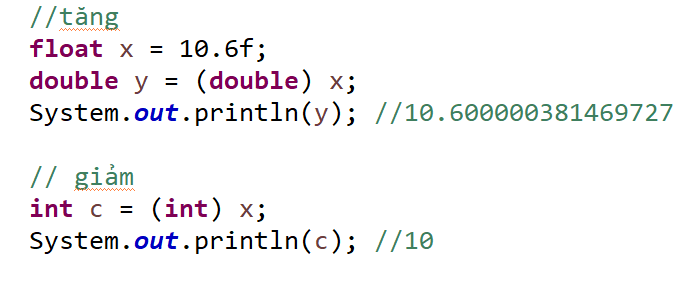 //tăng
float x = 10.6f;
double y = (double) x;
System.out.println(y); //10.600000381469727
// giảm
int c = (int) x;
System.out.println(c); //10